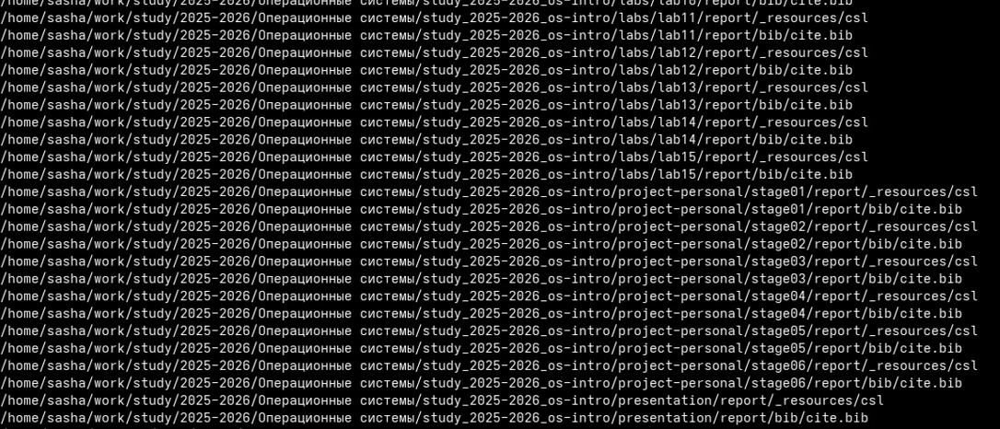 /home/sasha/work/study/2025-2026/Операционные системы/study_2025-2026_os-intro/labs/lab10/report/bib/cite.bib
/home/sasha/work/study/2025-2026/Операционные системы/study_2025-2026_os-intro/labs/lab11/report/_resources/csl
/home/sasha/work/study/2025-2026/Операционные системы/study_2025-2026_os-intro/labs/lab11/report/bib/cite.bib
/home/sasha/work/study/2025-2026/Операционные системы/study_2025-2026_os-intro/labs/lab12/report/_resources/csl
/home/sasha/work/study/2025-2026/Операционные системы/study_2025-2026_os-intro/labs/lab12/report/bib/cite.bib
/home/sasha/work/study/2025-2026/Операционные системы/study_2025-2026_os-intro/labs/lab13/report/_resources/csl
/home/sasha/work/study/2025-2026/Операционные системы/study_2025-2026_os-intro/labs/lab13/report/bib/cite.bib
/home/sasha/work/study/2025-2026/Операционные системы/study_2025-2026_os-intro/labs/lab14/report/_resources/csl
/home/sasha/work/study/2025-2026/Операционные системы/study_2025-2026_os-intro/labs/lab14/report/bib/cite.bib
/home/sasha/work/study/2025-2026/Операционные системы/study_2025-2026_os-intro/labs/lab15/report/_resources/csl
/home/sasha/work/study/2025-2026/Операционные системы/study_2025-2026_os-intro/labs/lab15/report/bib/cite.bib
/home/sasha/work/study/2025-2026/Операционные системы/study_2025-2026_os-intro/project-personal/stage01/report/_resources/csl
/home/sasha/work/study/2025-2026/Операционные системы/study_2025-2026_os-intro/project-personal/stage01/report/bib/cite.bib
/home/sasha/work/study/2025-2026/Операционные системы/study_2025-2026_os-intro/project-personal/stage02/report/_resources/csl
/home/sasha/work/study/2025-2026/Операционные системы/study_2025-2026_os-intro/project-personal/stage02/report/bib/cite.bib
/home/sasha/work/study/2025-2026/Операционные системы/study_2025-2026_os-intro/project-personal/stage03/report/_resources/csl
/home/sasha/work/study/2025-2026/Операционные системы/study_2025-2026_os-intro/project-personal/stage03/report/bib/cite.bib
/home/sasha/work/study/2025-2026/Операционные системы/study_2025-2026_os-intro/project-personal/stage04/report/_resources/csl
/home/sasha/work/study/2025-2026/Операционные системы/study_2025-2026_os-intro/project-personal/stage04/report/bib/cite.bib
/home/sasha/work/study/2025-2026/Операционные системы/study_2025-2026_os-intro/project-personal/stage05/report/_resources/csl
/home/sasha/work/study/2025-2026/Операционные системы/study_2025-2026_os-intro/project-personal/stage05/report/bib/cite.bib
/home/sasha/work/study/2025-2026/Операционные системы/study_2025-2026_os-intro/project-personal/stage06/report/_resources/csl
/home/sasha/work/study/2025-2026/Операционные системы/study_2025-2026_os-intro/project-personal/stage06/report/bib/cite.bib
/home/sasha/work/study/2025-2026/Операционные системы/study_2025-2026_os-intro/presentation/report/_resources/csl
/home/sasha/work/study/2025-2026/Операционные системы/study_2025-2026_os-intro/presentation/report/bib/cite.bib